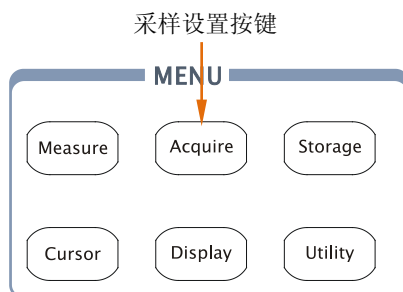 采样设置按键
MENU
Measure Acquire Storage
Cursor Display Utility